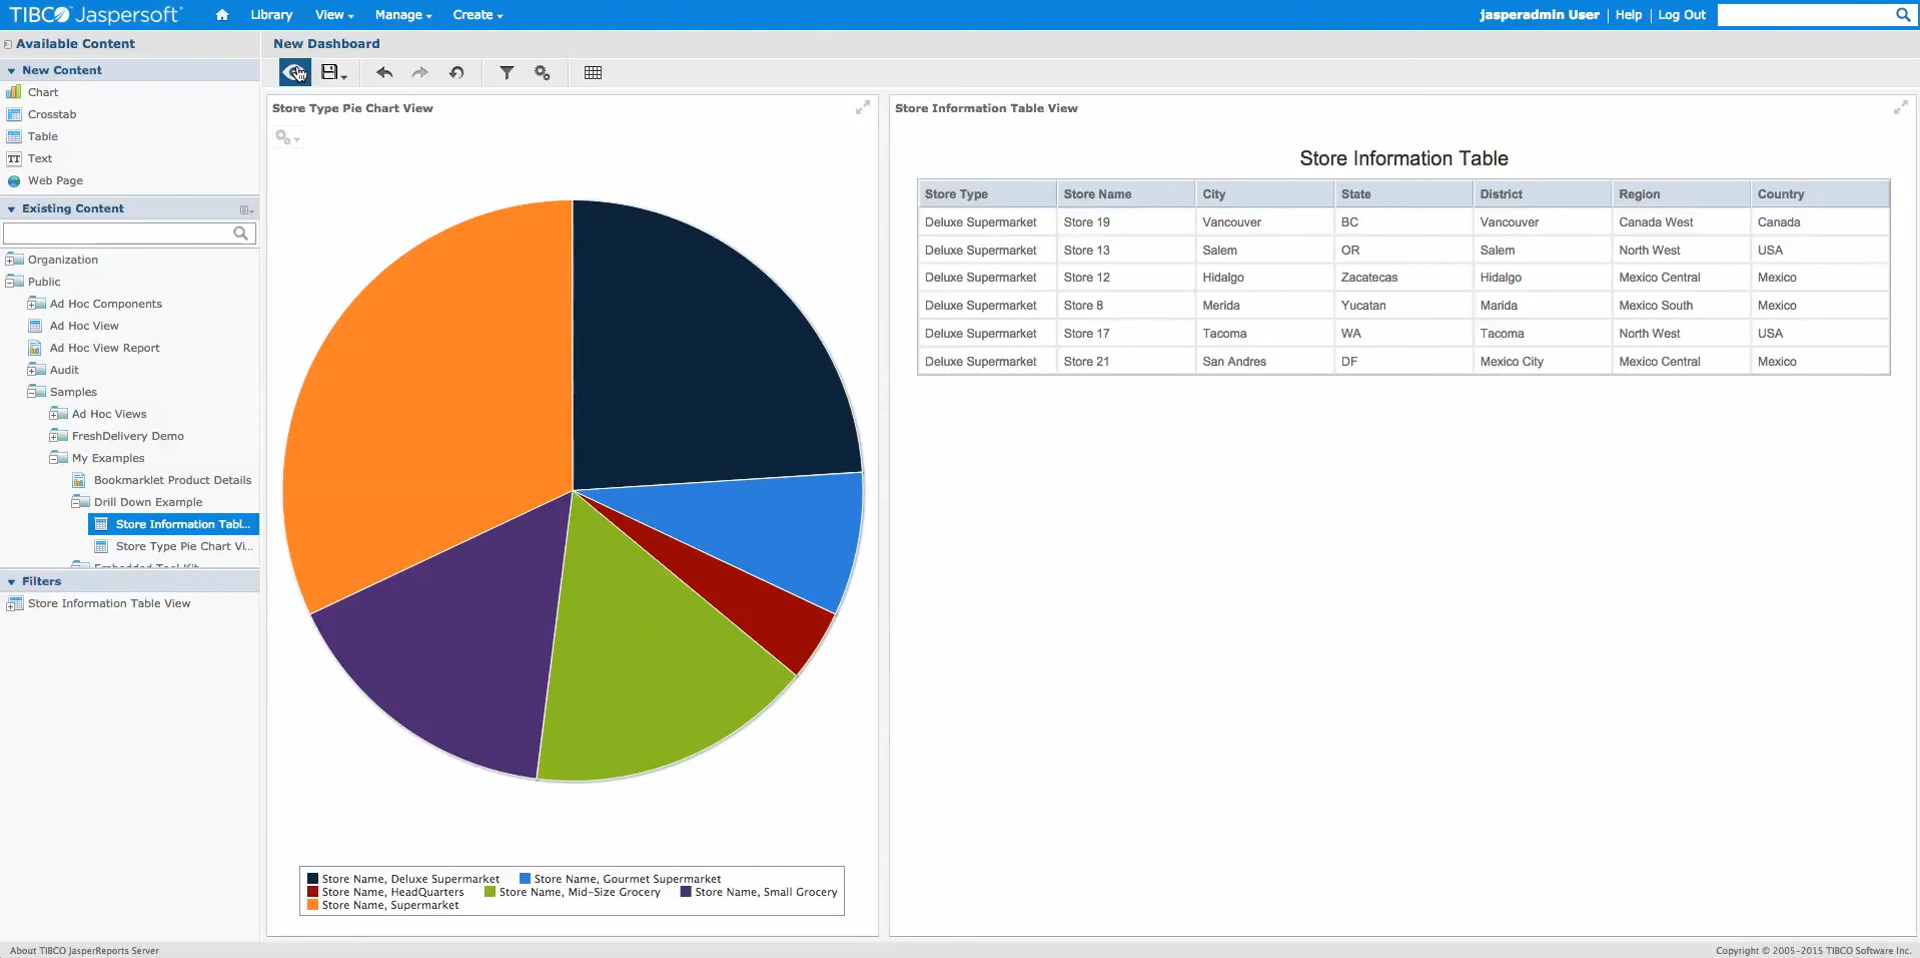 TIBCO Jaspersoft
Library
View
Manage
Create
jasperadmin User
Help
Log Out
Available Content
New Dashboard
New Content
Chart
Crosstab
Table
TT Text
Web Page
Existing Content
Organization
Public
Ad Hoc Components
Ad Hoc View
Ad Hoc View Report
Audit
Samples
Ad Hoc Views
FreshDelivery Demo
My Examples
Bookmarklet Product Details
Drill Down Example
Store Information Tabl...
Store Type Pie Chart Vi...
Filters
Store Information Table View
Store Type Pie Chart View
Store Name, Deluxe Supermarket Store Name, Gourmet Supermarket
Store Name, HeadQuarters Store Name, Mid-Size Grocery Store Name, Small Grocery
Store Name, Supermarket
Store Information Table View
Store Information Table
Store Type Store Name City State District Region Country
Deluxe Supermarket Store 19 Vancouver BC Vancouver Canada West Canada
Deluxe Supermarket Store 13 Salem OR Salem North West USA
Deluxe Supermarket Store 12 Hidalgo Zacatecas Hidalgo Mexico Central Mexico
Deluxe Supermarket Store 8 Merida Yucatan Marida Mexico South Mexico
Deluxe Supermarket Store 17 Tacoma WA Tacoma North West USA
Deluxe Supermarket Store 21 San Andres DF Mexico City Mexico Central Mexico
About TIBCO JasperReports Server
Copyright © 2005-2015 TIBCO Software Inc.